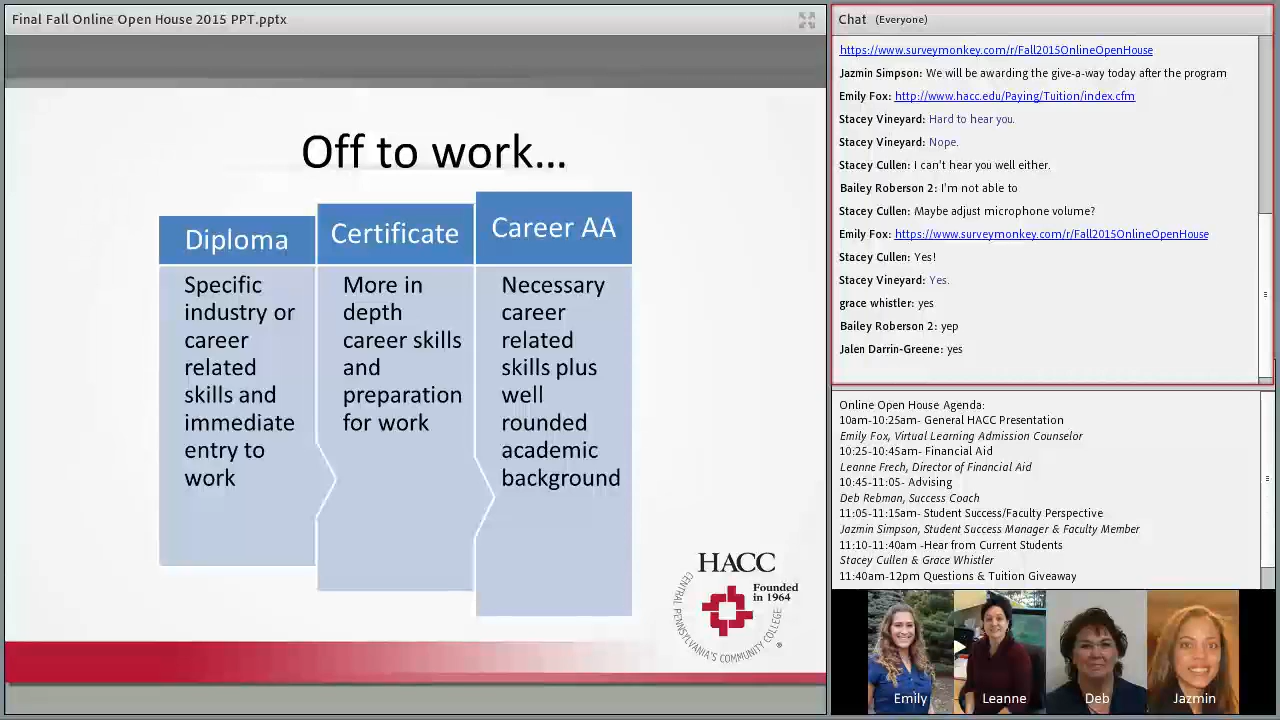 Final Fall Online Open House 2015 PPT.pptx
Off to work...
Diploma
Specific
industry or
career
related
skills and
immediate
entry to
work
Certificate
More in
depth
career skills
and
preparation
for work
Career AA
Necessary
career
related
skills plus
well
rounded
academic
background
HACC
Founded
in 1964
CENTRAL PENNSYLVANIA'S COMMUNITY COLLEGE
Chat (Everyone)
https://www.surveymonkey.com/r/Fall2015OnlineOpenHouse
Jazmin Simpson: We will be awarding the give-a-way today after the program
Emily Fox: http://www.hacc.edu/Paying/Tuition/index.cfm
Stacey Vineyard: Hard to hear you.
Stacey Vineyard: Nope.
Stacey Cullen: I can't hear you well either.
Bailey Roberson 2: I'm not able to
Stacey Cullen: Maybe adjust microphone volume?
Emily Fox: https://www.surveymonkey.com/r/Fall2015OnlineOpenHouse
Stacey Cullen: Yes!
Stacey Vineyard: Yes.
grace whistler: yes
Bailey Roberson 2: yep
Jalen Darrin-Greene: yes
Online Open House Agenda:
10am-10:25am- General HACC Presentation
Emily Fox, Virtual Learning Admission Counselor
10:25-10:45am- Financial Aid
Leanne Frech, Director of Financial Aid
10:45-11:05- Advising
Deb Rebman, Success Coach
11:05-11:15am- Student Success/Faculty Perspective
Jazmin Simpson, Student Success Manager & Faculty Member
11:10-11:40am -Hear from Current Students
Stacey Cullen & Grace Whistler
11:40am-12pm Questions & Tuition Giveaway
Emily
Leanne
Deb
Jazmin